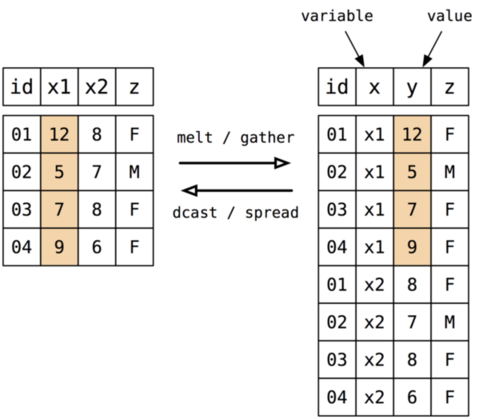 variable value
id x1 x2 z
01 12 8 F
02 5 7 M
03 7 8 F
04 9 6 F
melt / gather
dcast / spread
id x y z
01 x1 12 F
02 x1 5 M
03 x1 7 F
04 x1 9 F
01 x2 8 F
02 x2 7 M
03 x2 8 F
04 x2 6 F